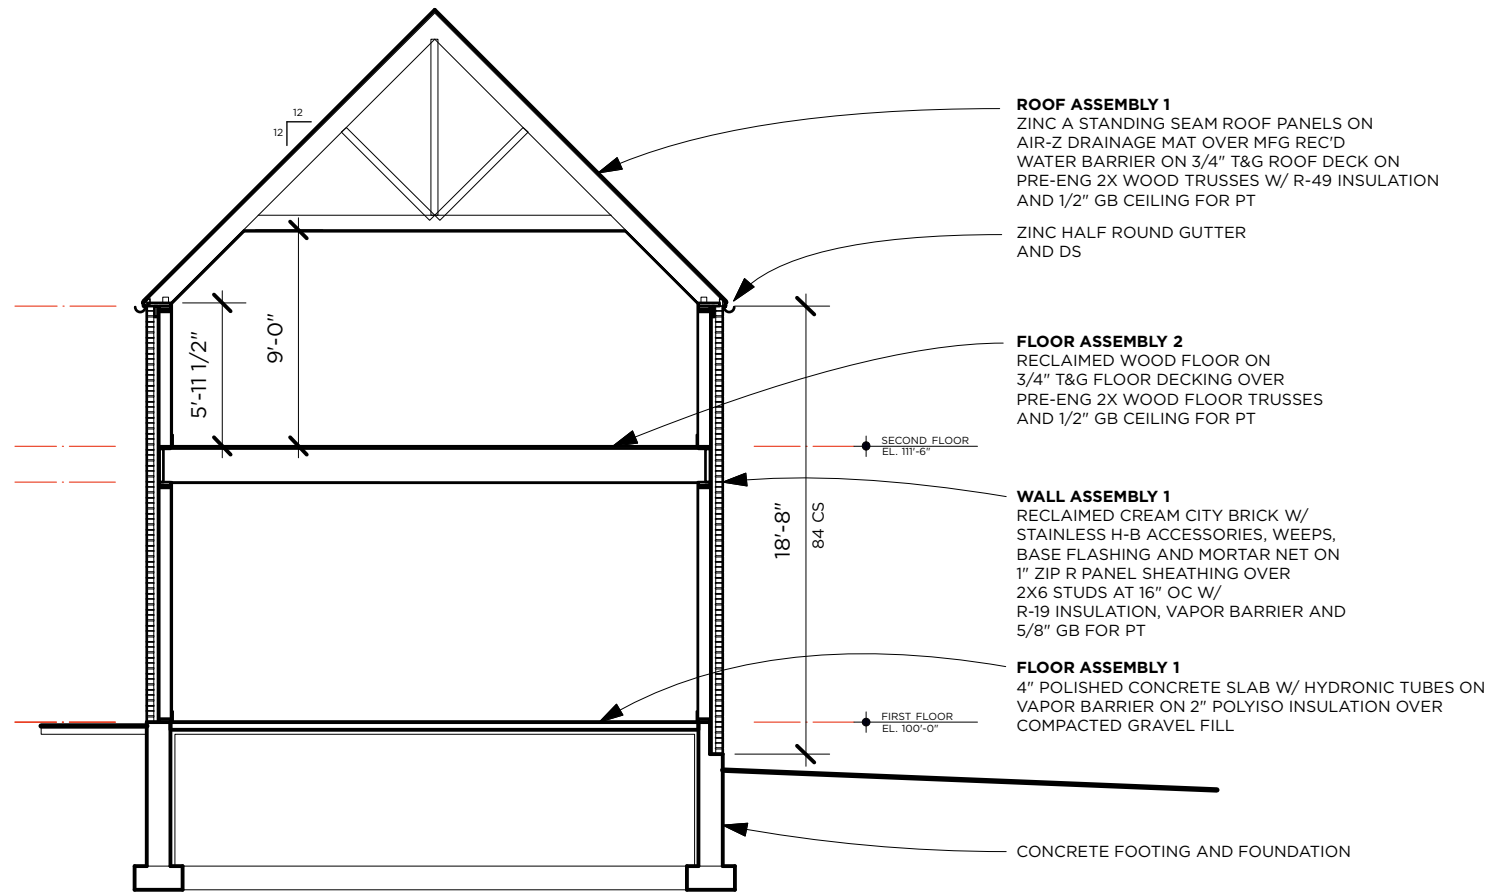 12
12
ROOF ASSEMBLY 1
ZINC A STANDING SEAM ROOF PANELS ON
AIR-Z DRAINAGE MAT OVER MFG REC'D
WATER BARRIER ON 3/4" T&G ROOF DECK ON
PRE-ENG 2X WOOD TRUSSES W/ R-49 INSULATION
AND 1/2" GB CEILING FOR PT
ZINC HALF ROUND GUTTER
AND DS
5'-11 1/2"
9'-0"
FLOOR ASSEMBLY 2
RECLAIMED WOOD FLOOR ON
3/4" T&G FLOOR DECKING OVER
PRE-ENG 2X WOOD FLOOR TRUSSES
AND 1/2" GB CEILING FOR PT
SECOND FLOOR
EL. 111'-6"
18'-8"
84 CS
WALL ASSEMBLY 1
RECLAIMED CREAM CITY BRICK W/
STAINLESS H-B ACCESSORIES, WEEPS,
BASE FLASHING AND MORTAR NET ON
1" ZIP R PANEL SHEATHING OVER
2X6 STUDS AT 16" OC W/
R-19 INSULATION, VAPOR BARRIER AND
5/8" GB FOR PT
FLOOR ASSEMBLY 1
4" POLISHED CONCRETE SLAB W/ HYDRONIC TUBES ON
VAPOR BARRIER ON 2" POLYISO INSULATION OVER
COMPACTED GRAVEL FILL
FIRST FLOOR
EL. 100'-0"
CONCRETE FOOTING AND FOUNDATION